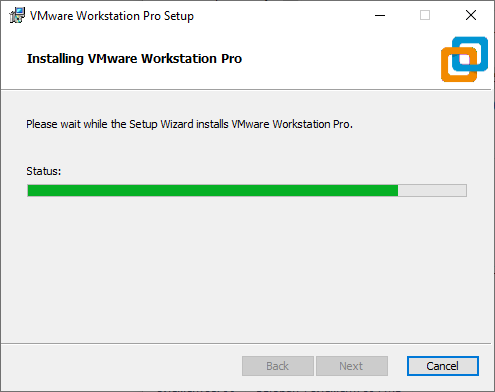 VMware Workstation Pro Setup
Installing VMware Workstation Pro
Please wait while the Setup Wizard installs VMware Workstation Pro.
Status:
Back
Next
Cancel